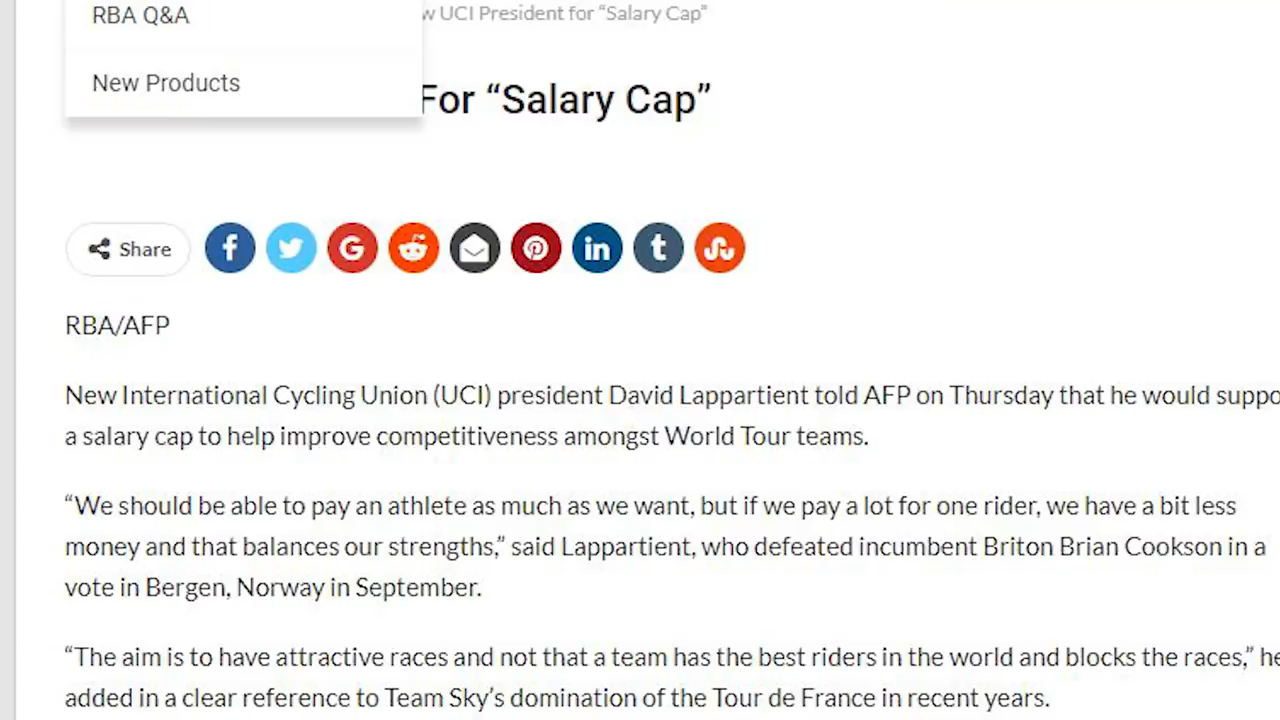 RBA Q&A
UCI President for “Salary Cap”
New Products
For “Salary Cap”
Share
RBA/AFP
New International Cycling Union (UCI) president David Lappartient told AFP on Thursday that he would
a salary cap to help improve competitiveness amongst World Tour teams.
“We should be able to pay an athlete as much as we want, but if we pay a lot for one rider, we have a bit less
money and that balances our strengths,” said Lappartient, who defeated incumbent Briton Brian Cookson in a
vote in Bergen, Norway in September.
“The aim is to have attractive races and not that a team has the best riders in the world and blocks the races,” he
added in a clear reference to Team Sky’s domination of the Tour de France in recent years.